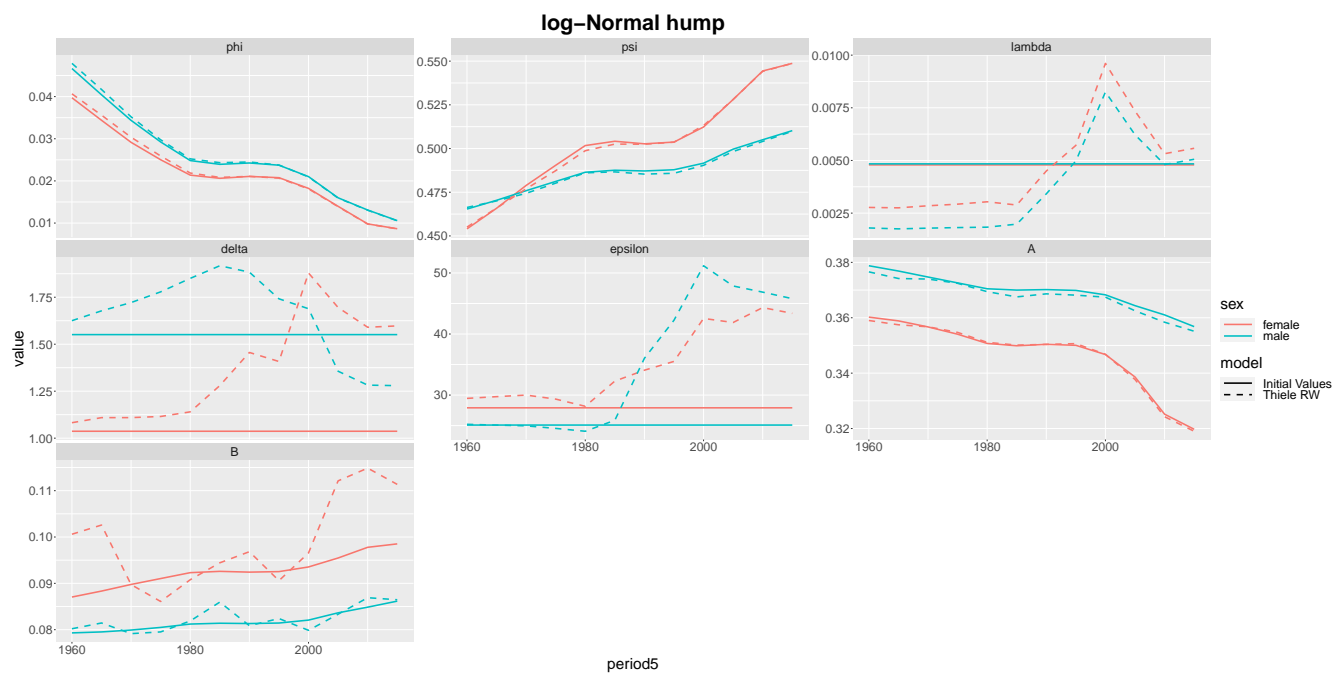 log−Normal hump
phi
psi
lambda
0.04
0.03
0.02
0.01
0.550
0.525
0.500
0.475
0.450
0.0100
0.0075
0.0050
0.0025
delta
epsilon
A
1.75
1.50
1.25
1.00
50
40
30
0.38
0.36
0.34
0.32
1960
1980
2000
1960
1980
2000
B
0.11
0.10
0.09
0.08
1960
1980
2000
value
period5
sex
female
male
model
Initial Values
Thiele RW